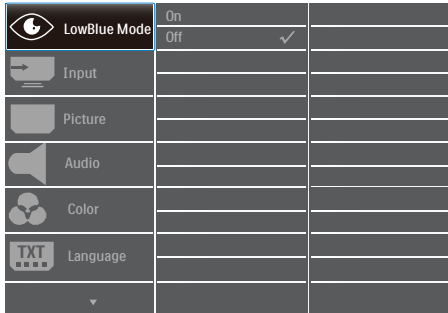 LowBlue Mode
On
Off ✓
Input
Picture
Audio
Color
TXT
Language